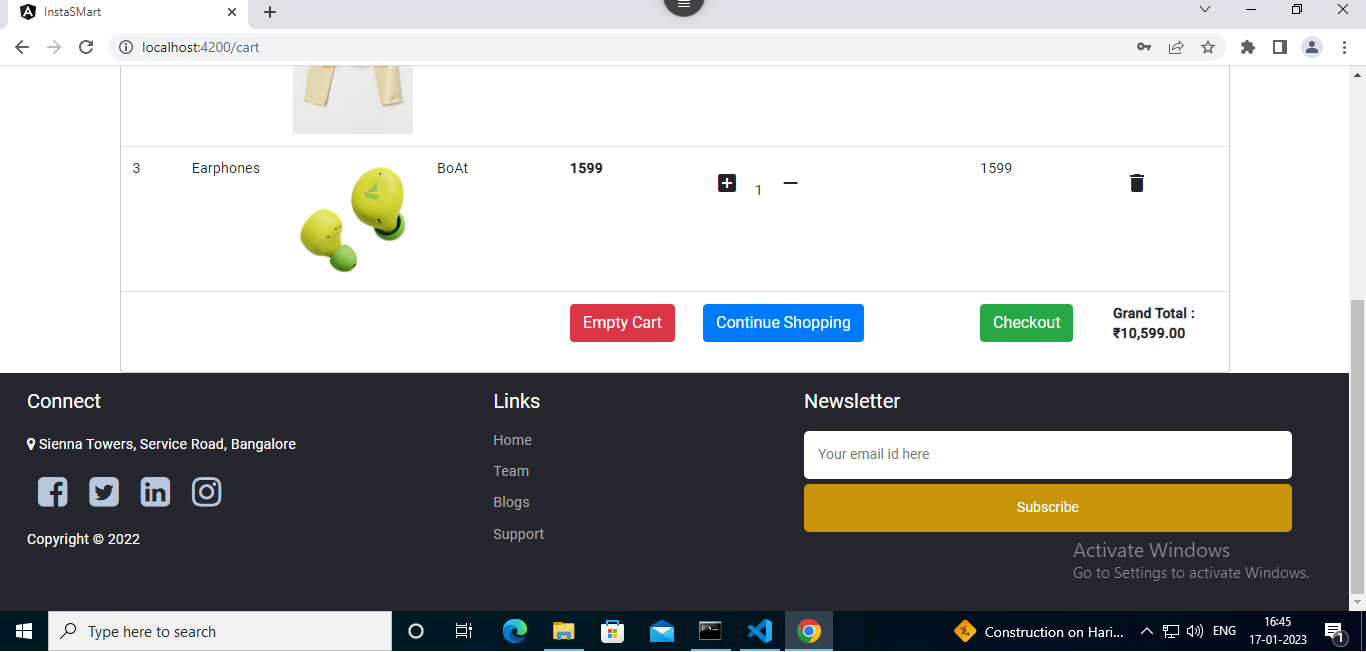 InstaSMart
localhost:4200/cart
3 Earphones BoAt 1599 1 1599
Empty Cart Continue Shopping Checkout Grand Total :
₹10,599.00
Connect Links Newsletter
Sienna Towers, Service Road, Bangalore
Home
Team
Blogs
Support
Copyright © 2022
Your email id here
Subscribe
Activate Windows
Go to Settings to activate Windows.
Type here to search
Construction on Hari...
ENG
16:45
17-01-2023
1